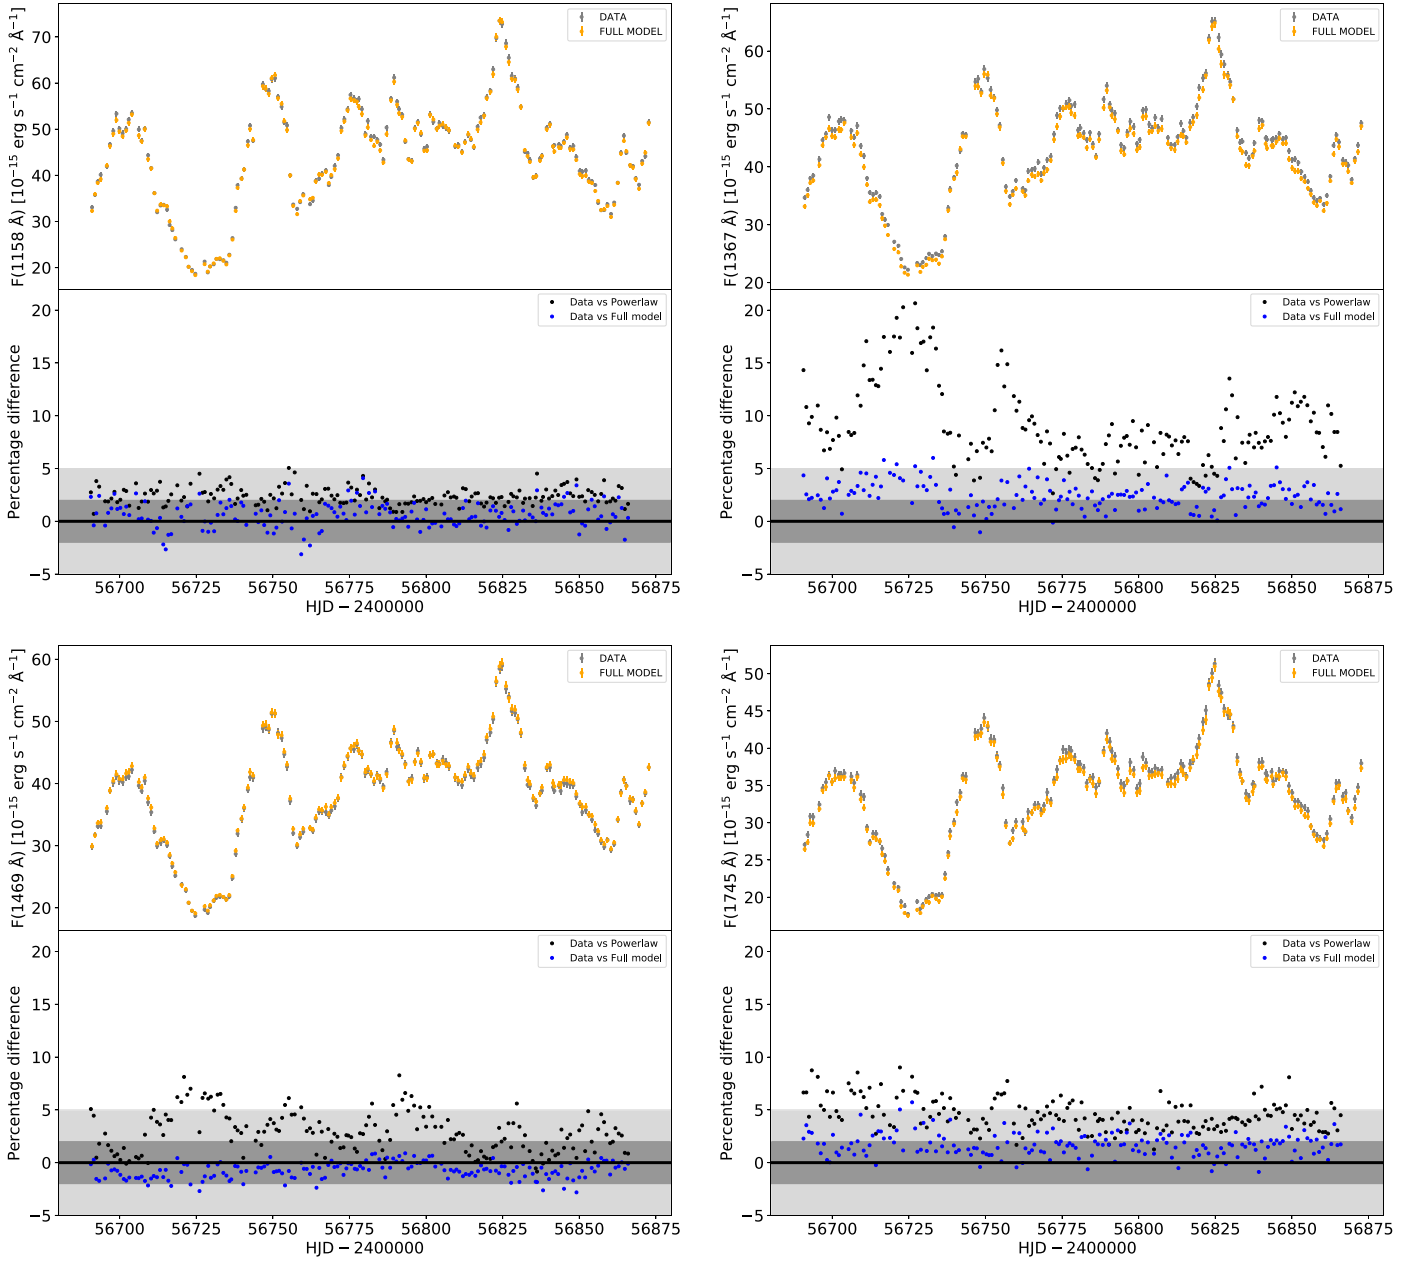 F(1158 Å) [10⁻¹⁵ erg s⁻¹ cm⁻² Å⁻¹]
70
60
50
40
30
20
DATA
FULL MODEL
Percentage difference
20
15
10
5
0
−5
Data vs Powerlaw
Data vs Full model
56700 56725 56750 56775 56800 56825 56850 56875
HJD − 2400000
F(1367 Å) [10⁻¹⁵ erg s⁻¹ cm⁻² Å⁻¹]
60
50
40
30
20
DATA
FULL MODEL
Percentage difference
20
15
10
5
0
−5
Data vs Powerlaw
Data vs Full model
56700 56725 56750 56775 56800 56825 56850 56875
HJD − 2400000
F(1469 Å) [10⁻¹⁵ erg s⁻¹ cm⁻² Å⁻¹]
60
50
40
30
20
DATA
FULL MODEL
Percentage difference
20
15
10
5
0
−5
Data vs Powerlaw
Data vs Full model
56700 56725 56750 56775 56800 56825 56850 56875
HJD − 2400000
F(1745 Å) [10⁻¹⁵ erg s⁻¹ cm⁻² Å⁻¹]
50
45
40
35
30
25
20
DATA
FULL MODEL
Percentage difference
20
15
10
5
0
−5
Data vs Powerlaw
Data vs Full model
56700 56725 56750 56775 56800 56825 56850 56875
HJD − 2400000